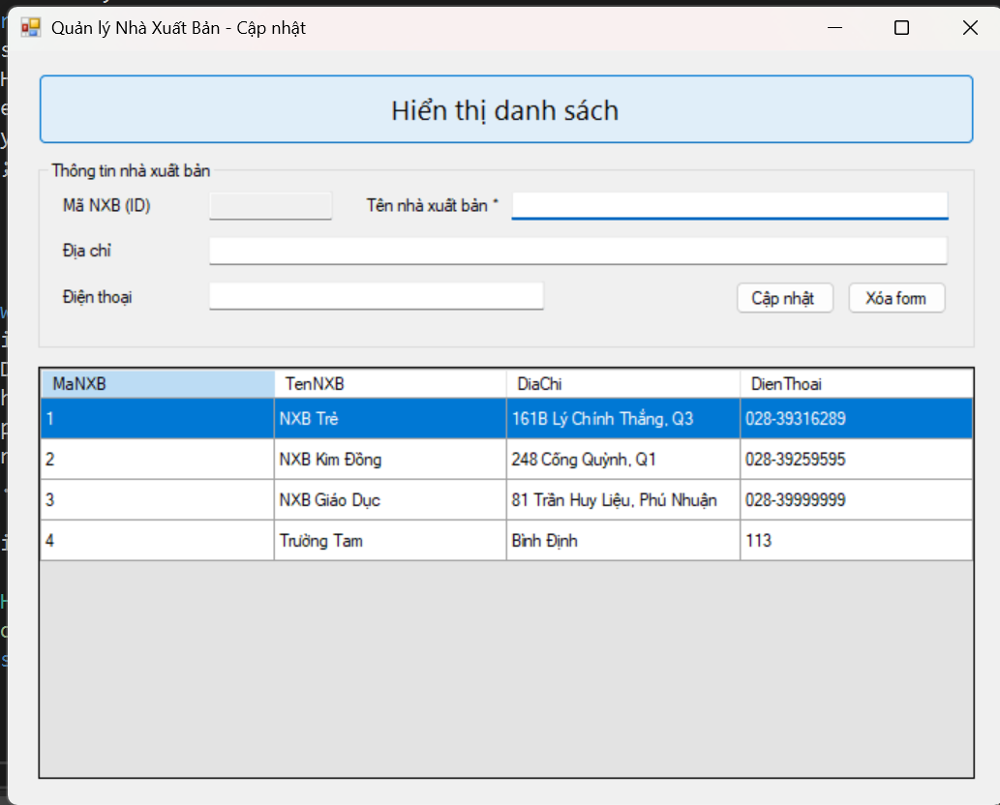 Quản lý Nhà Xuất Bản - Cập nhật
Hiển thị danh sách
Thông tin nhà xuất bản
Mã NXB (ID) Tên nhà xuất bản *
Địa chỉ
Điện thoại Cập nhật Xóa form
MaNXB TenNXB DiaChi DienThoai
1 NXB Trẻ 161B Lý Chính Thắng, Q3 028-39316289
2 NXB Kim Đồng 248 Cống Quỳnh, Q1 028-39259595
3 NXB Giáo Dục 81 Trần Huy Liệu, Phú Nhuận 028-39999999
4 Trường Tam Bình Định 113